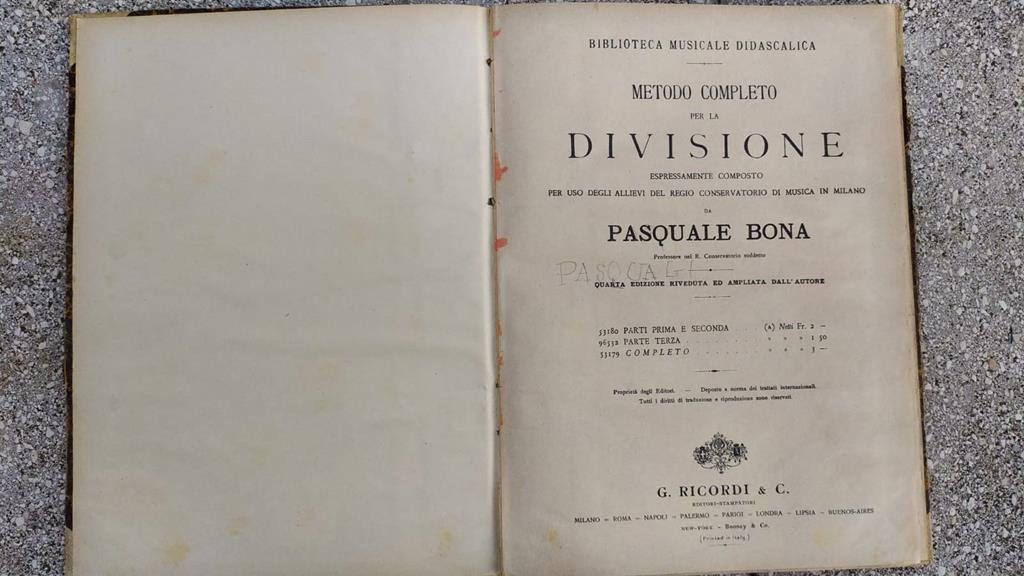 BIBLIOTECA MUSICALE DIDASCALICA
METODO COMPLETO
PER LA
DIVISIONE
ESPRESSAMENTE COMPOSTO
PER USO DEGLI ALLIEVI DEL REGIO CONSERVATORIO DI MUSICA IN MILANO
DA
PASQUALE BONA
Professore nel R. Conservatorio suddetto
QUARTA EDIZIONE RIVEDUTA ED AMPLIATA DALL'AUTORE
53180 PARTI PRIMA E SECONDA . . (A) Netti Fr. 2 —
96532 PARTE TERZA . . . . . . . . . » » » 1 50
53179 COMPLETO . . . . . . . . » » » 3 —
Proprietà degli Editori. — Deposto a norma dei trattati internazionali.
Tutti i diritti di traduzione e riproduzione sono riservati.
G. RICORDI & C.
EDITORI-STAMPATORI
MILANO — ROMA — NAPOLI — PALERMO — PARIGI — LONDRA — LIPSIA — BUENOS-AIRES
NEW-YORK — Boosey & Co.
(Printed in Italy.)